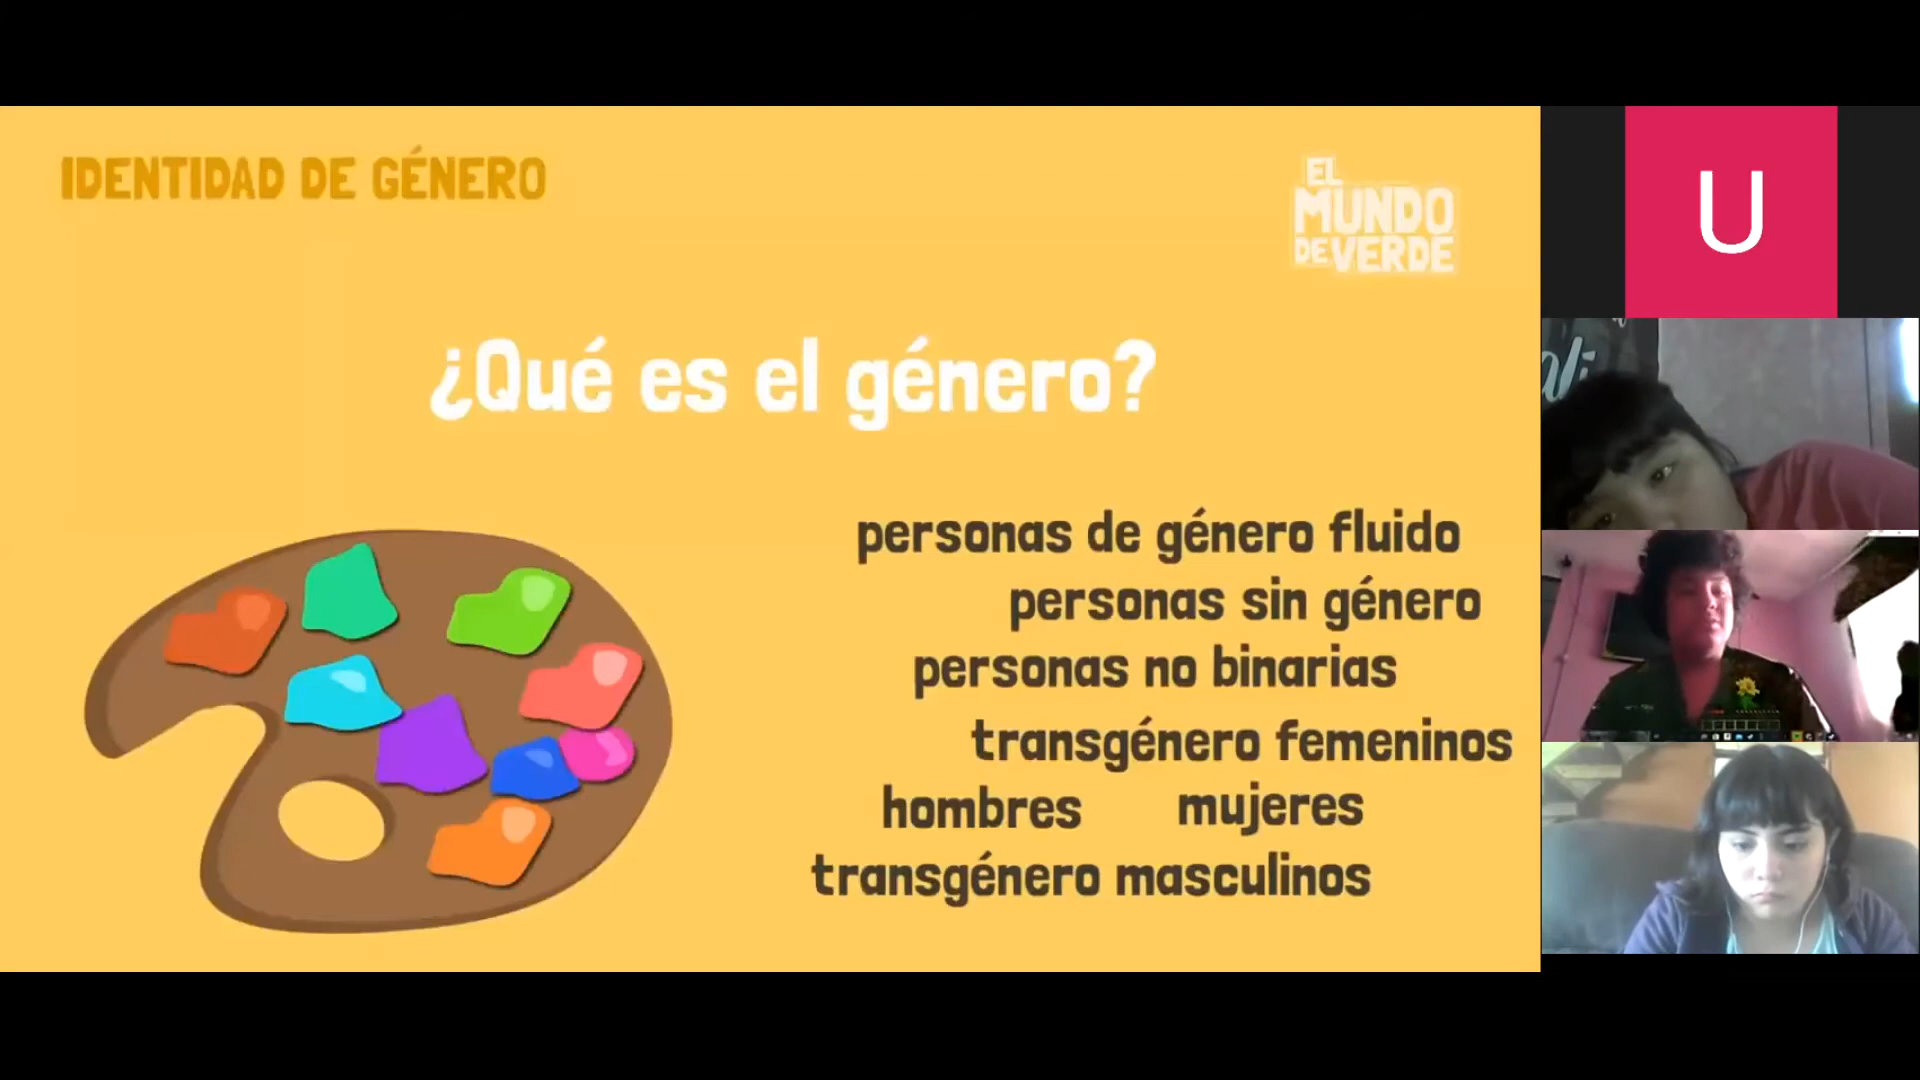 IDENTIDAD DE GÉNERO
EL
MUNDO
DE VERDE
¿Qué es el género?
personas de género fluido
personas sin género
personas no binarias
transgénero femeninos
hombres mujeres
transgénero masculinos
U